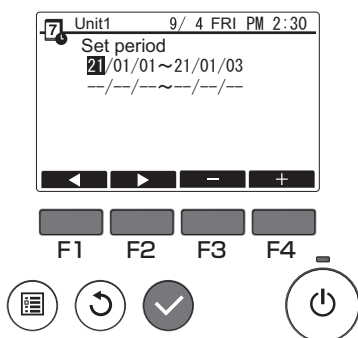 7 Unit1 9/ 4 FRI PM 2:30
Set period
21/01/01～21/01/03
--/--/--～--/--/--
− +
F1 F2 F3 F4